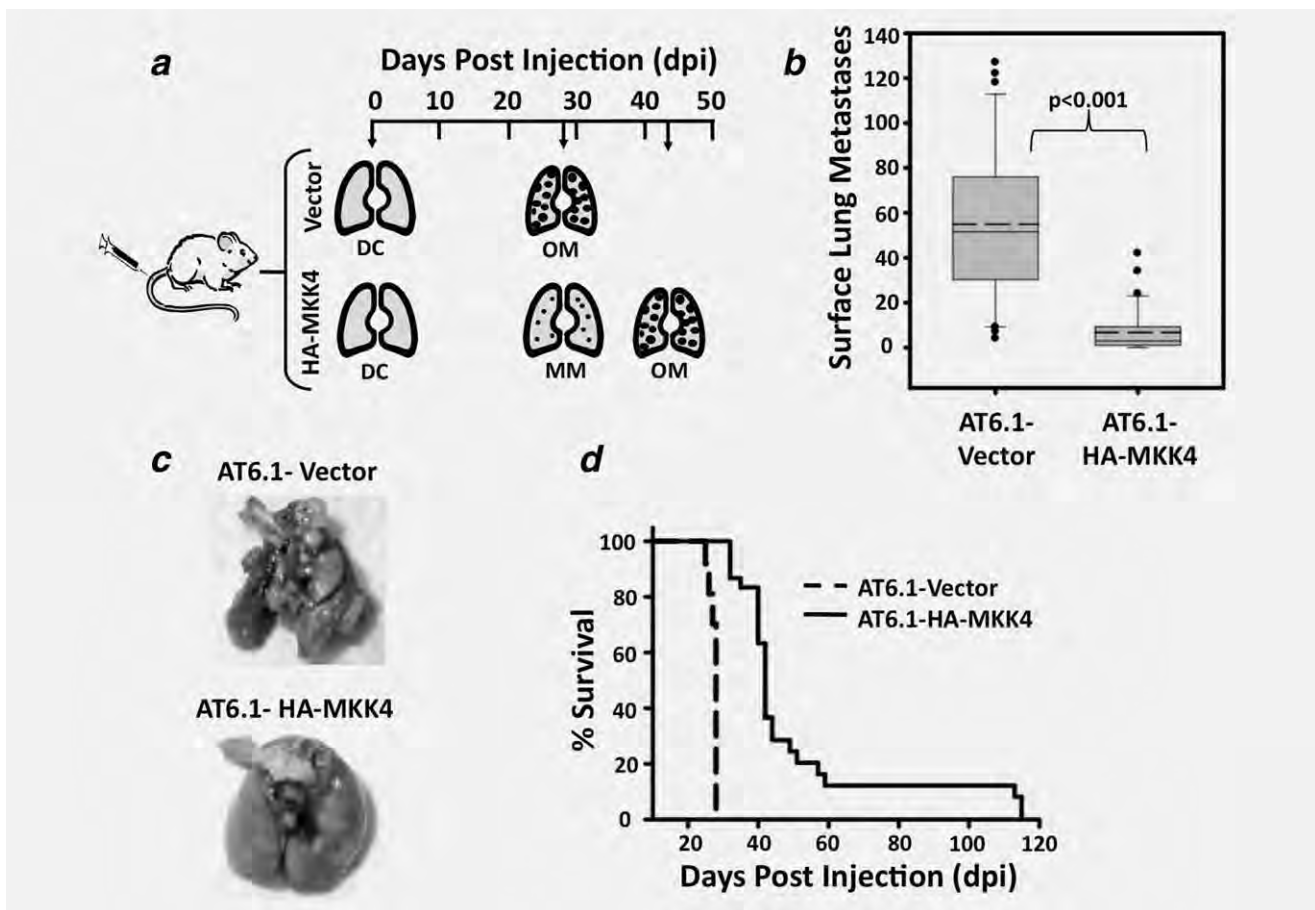 a
Days Post Injection (dpi)
0 10 20 30 40 50
Vector
DC OM
HA-MKK4
DC MM OM
b
Surface Lung Metastases
140
120
100
80
60
40
20
0
p<0.001
AT6.1-
Vector
AT6.1-
HA-MKK4
c
AT6.1- Vector
AT6.1- HA-MKK4
d
% Survival
100
80
60
40
20
0
AT6.1-Vector
AT6.1-HA-MKK4
20 40 60 80 100 120
Days Post Injection (dpi)